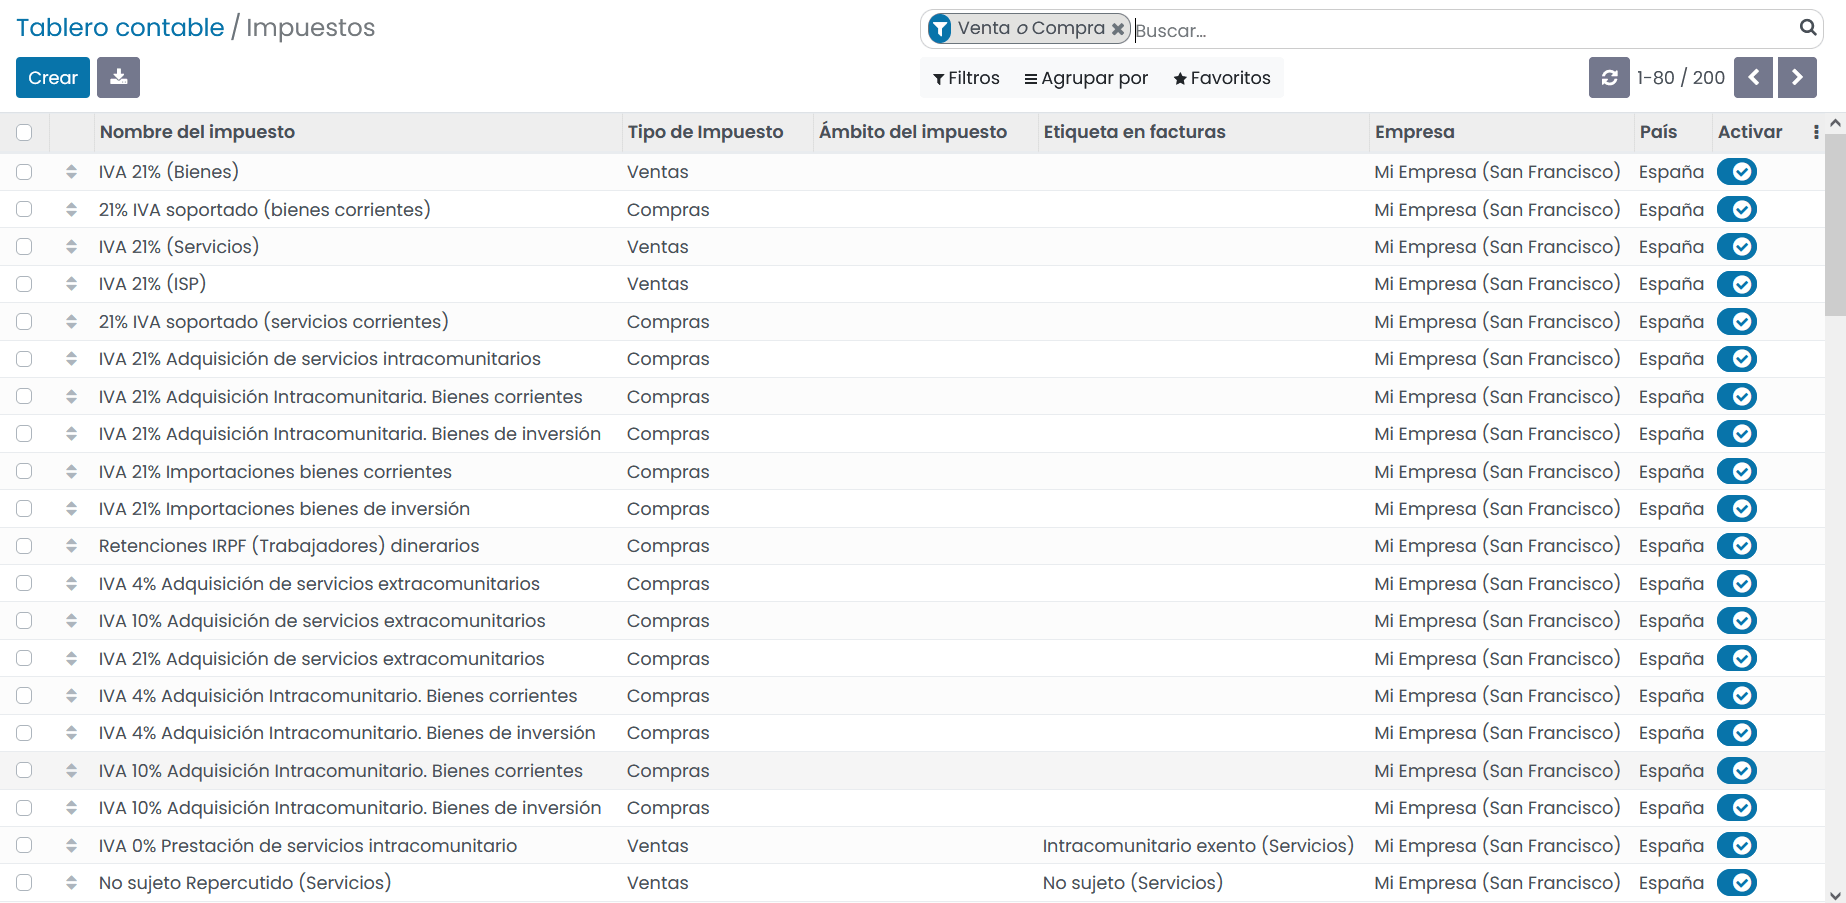 Tablero contable / Impuestos
Venta o Compra Buscar...
Crear
Filtros Agrupar por Favoritos
1-80 / 200
Nombre del impuesto Tipo de Impuesto Ámbito del impuesto Etiqueta en facturas Empresa País Activar
IVA 21% (Bienes) Ventas Mi Empresa (San Francisco) España
21% IVA soportado (bienes corrientes) Compras Mi Empresa (San Francisco) España
IVA 21% (Servicios) Ventas Mi Empresa (San Francisco) España
IVA 21% (ISP) Ventas Mi Empresa (San Francisco) España
21% IVA soportado (servicios corrientes) Compras Mi Empresa (San Francisco) España
IVA 21% Adquisición de servicios intracomunitarios Compras Mi Empresa (San Francisco) España
IVA 21% Adquisición Intracomunitaria. Bienes corrientes Compras Mi Empresa (San Francisco) España
IVA 21% Adquisición Intracomunitaria. Bienes de inversión Compras Mi Empresa (San Francisco) España
IVA 21% Importaciones bienes corrientes Compras Mi Empresa (San Francisco) España
IVA 21% Importaciones bienes de inversión Compras Mi Empresa (San Francisco) España
Retenciones IRPF (Trabajadores) dinerarios Compras Mi Empresa (San Francisco) España
IVA 4% Adquisición de servicios extracomunitarios Compras Mi Empresa (San Francisco) España
IVA 10% Adquisición de servicios extracomunitarios Compras Mi Empresa (San Francisco) España
IVA 21% Adquisición de servicios extracomunitarios Compras Mi Empresa (San Francisco) España
IVA 4% Adquisición Intracomunitario. Bienes corrientes Compras Mi Empresa (San Francisco) España
IVA 4% Adquisición Intracomunitario. Bienes de inversión Compras Mi Empresa (San Francisco) España
IVA 10% Adquisición Intracomunitario. Bienes corrientes Compras Mi Empresa (San Francisco) España
IVA 10% Adquisición Intracomunitario. Bienes de inversión Compras Mi Empresa (San Francisco) España
IVA 0% Prestación de servicios intracomunitario Ventas Intracomunitario exento (Servicios) Mi Empresa (San Francisco) España
No sujeto Repercutido (Servicios) Ventas No sujeto (Servicios) Mi Empresa (San Francisco) España